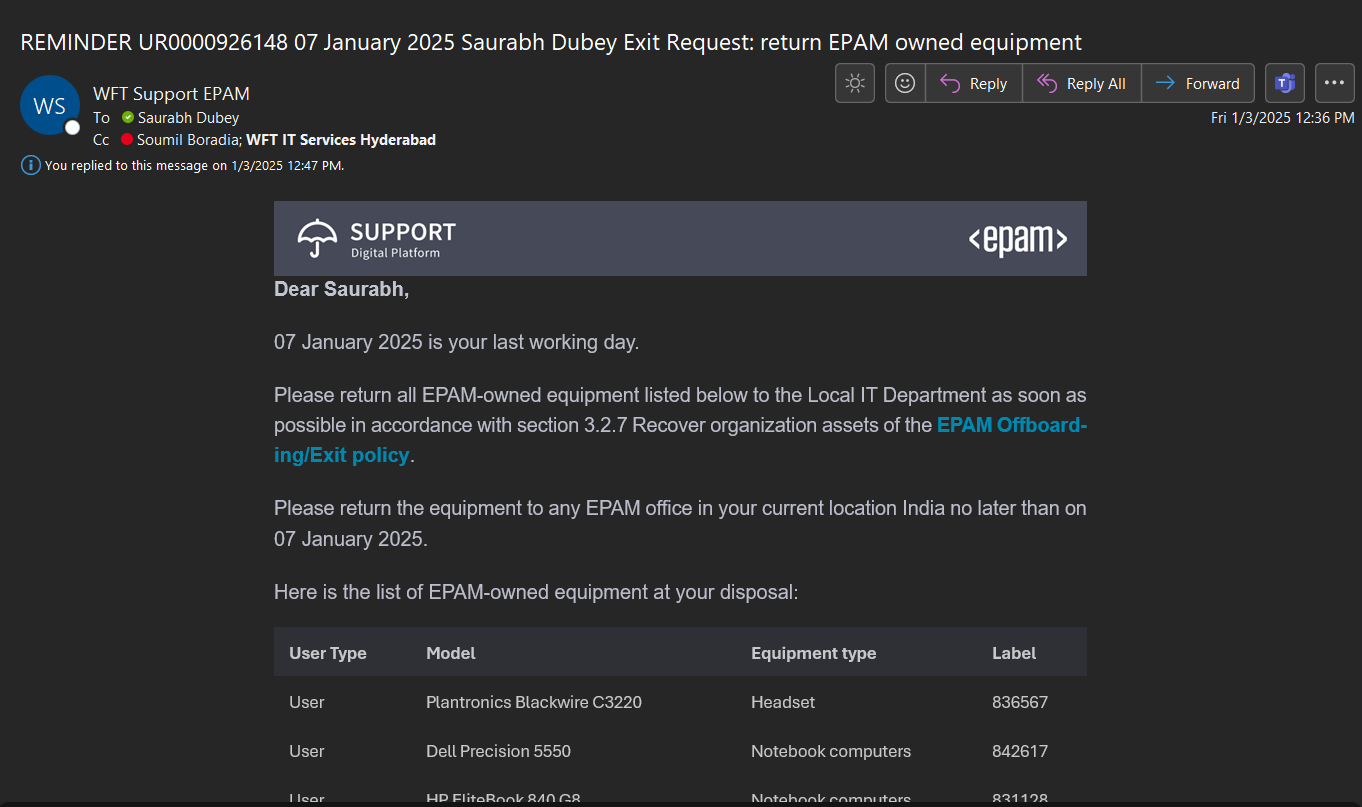 REMINDER UR0000926148 07 January 2025 Saurabh Dubey Exit Request: return EPAM owned equipment
WS
WFT Support EPAM
Reply
Reply All
Forward
To Saurabh Dubey
Fri 1/3/2025 12:36 PM
Cc Soumil Boradia; WFT IT Services Hyderabad
You replied to this message on 1/3/2025 12:47 PM.
SUPPORT
Digital Platform
<epam>
Dear Saurabh,
07 January 2025 is your last working day.
Please return all EPAM-owned equipment listed below to the Local IT Department as soon as
possible in accordance with section 3.2.7 Recover organization assets of the EPAM Offboard-
ing/Exit policy.
Please return the equipment to any EPAM office in your current location India no later than on
07 January 2025.
Here is the list of EPAM-owned equipment at your disposal:
User Type Model Equipment type Label
User Plantronics Blackwire C3220 Headset 836567
User Dell Precision 5550 Notebook computers 842617
User HP EliteBook 840 G8 Notebook computers 831128